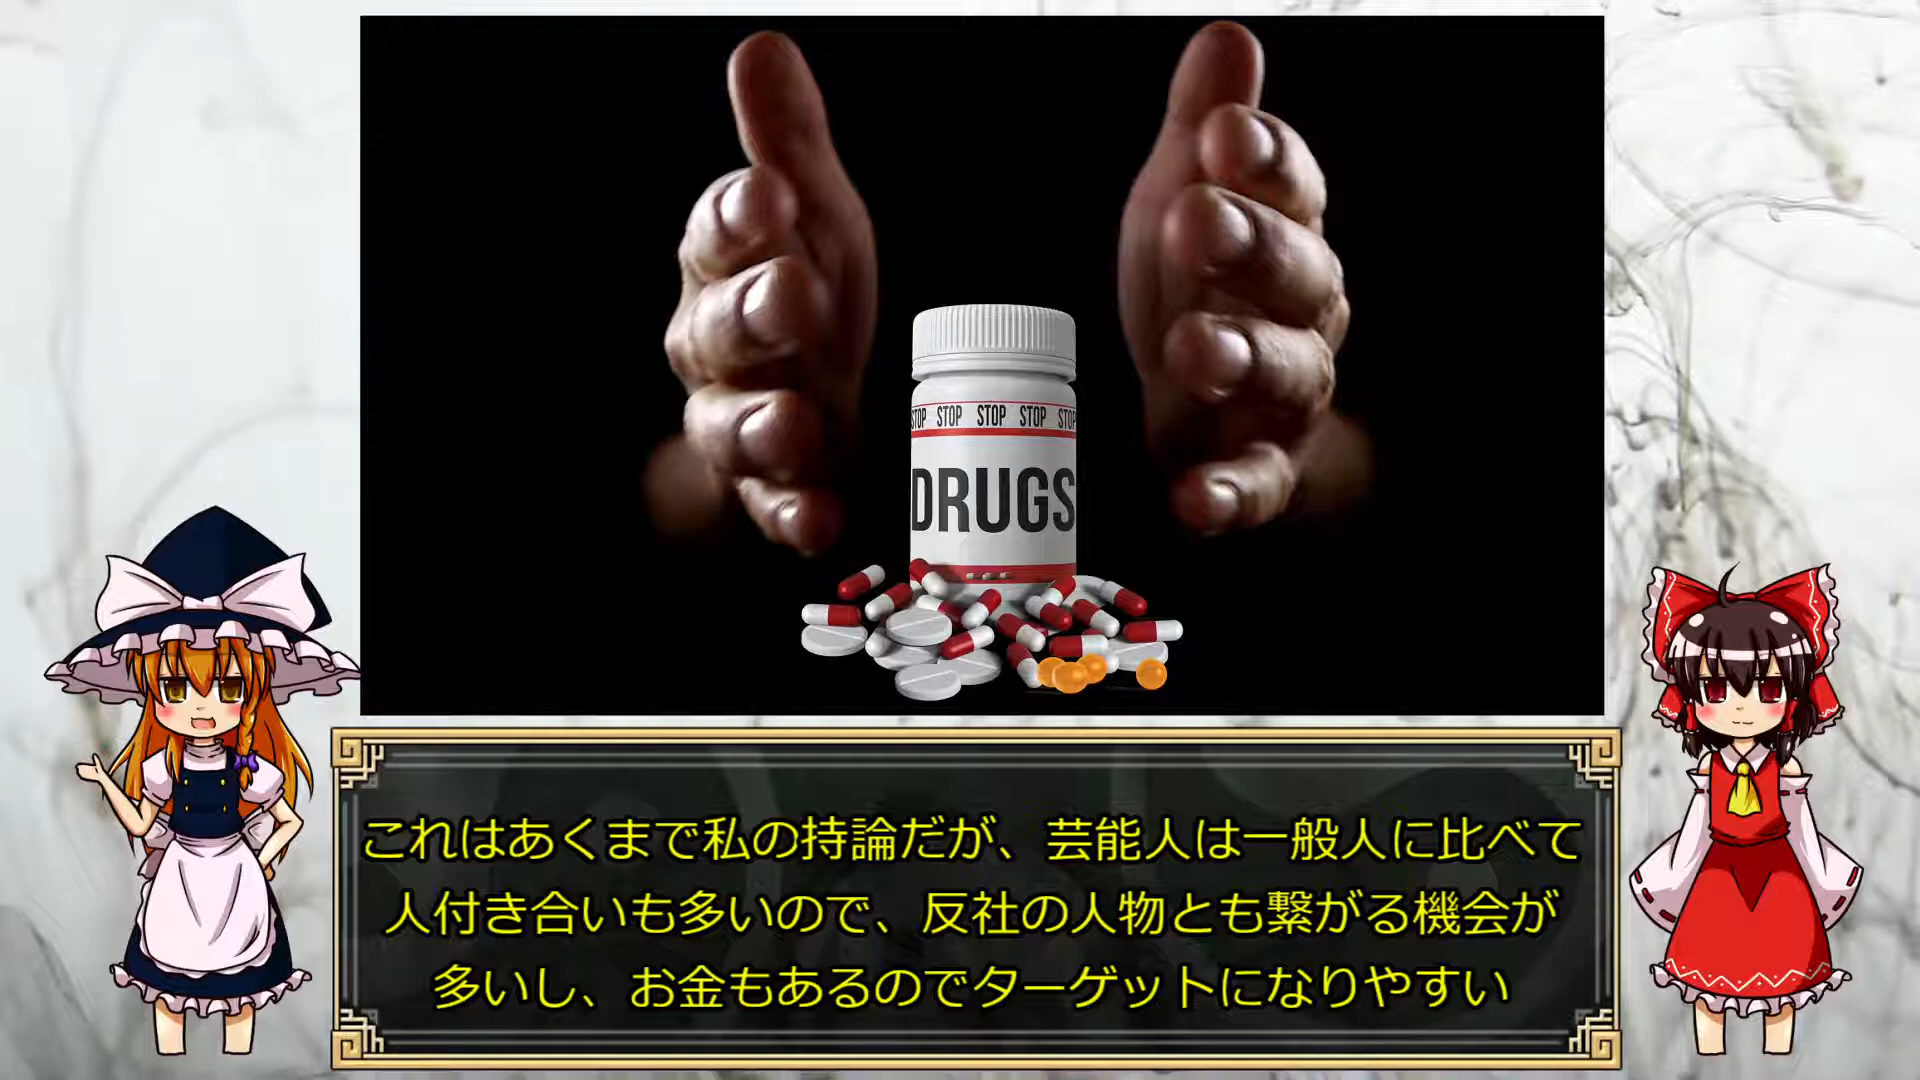 STOP STOP STOP STOP STOP
DRUGS
これはあくまで私の持論だが、芸能人は一般人に比べて
人付き合いも多いので、反社の人物とも繋がる機会が
多いし、お金もあるのでターゲットになりやすい